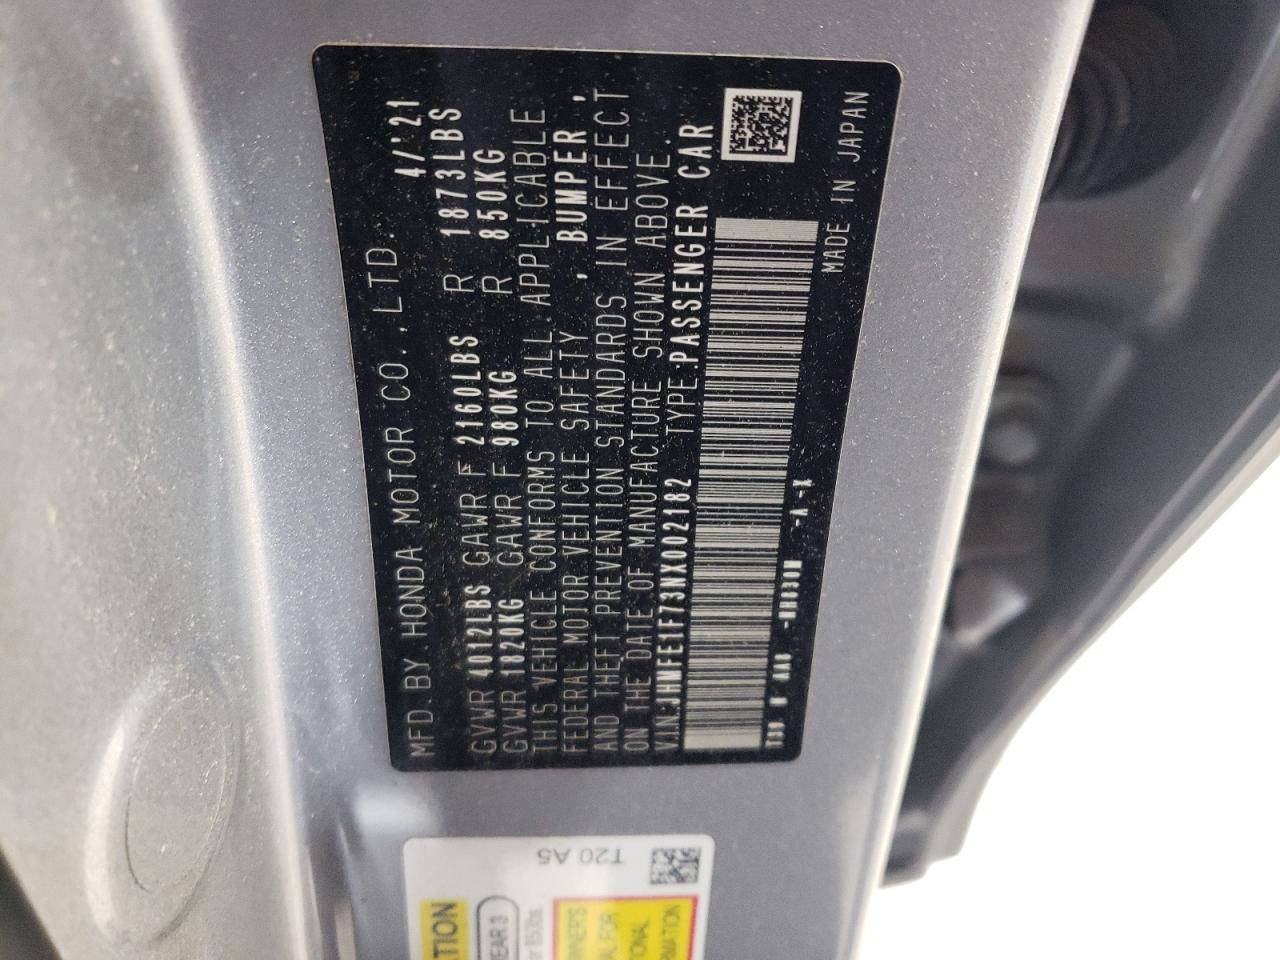 MFD. BY. HONDA MOTOR CO., LTD. 4/'21
GVWR 4012LBS GAWR F 2160LBS R 1873LBS
GVWR 1820KG GAWR F 980KG R 850KG
THIS VEHICLE CONFORMS TO ALL APPLICABLE
FEDERAL MOTOR VEHICLE SAFETY , BUMPER ,
AND THEFT PREVENTION STANDARDS IN EFFECT
ON THE DATE OF MANUFACTURE SHOWN ABOVE.
V.I.N.:JHMFE1F73NX002182 TYPE:PASSENGER CAR
-A -X
MADE IN JAPAN
T20 A5